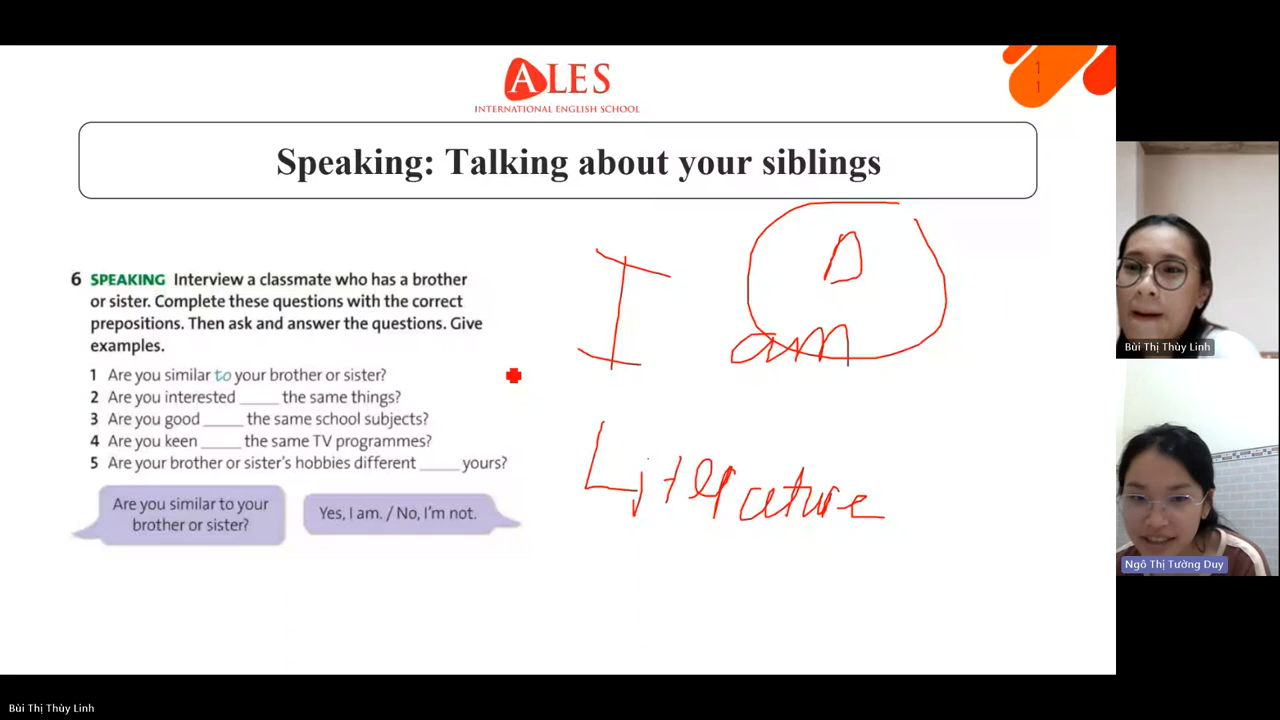 ALES
INTERNATIONAL ENGLISH SCHOOL
1
1
Speaking: Talking about your siblings
6 SPEAKING Interview a classmate who has a brother
or sister. Complete these questions with the correct
prepositions. Then ask and answer the questions. Give
examples.
1 Are you similar to your brother or sister?
2 Are you interested _____ the same things?
3 Are you good _____ the same school subjects?
4 Are you keen _____ the same TV programmes?
5 Are your brother or sister's hobbies different _____ yours?
Are you similar to your
brother or sister?
Yes, I am. / No, I'm not.
I
D
am
Literature
Bùi Thị Thùy Linh
Ngô Thị Tường Duy
Bùi Thị Thùy Linh